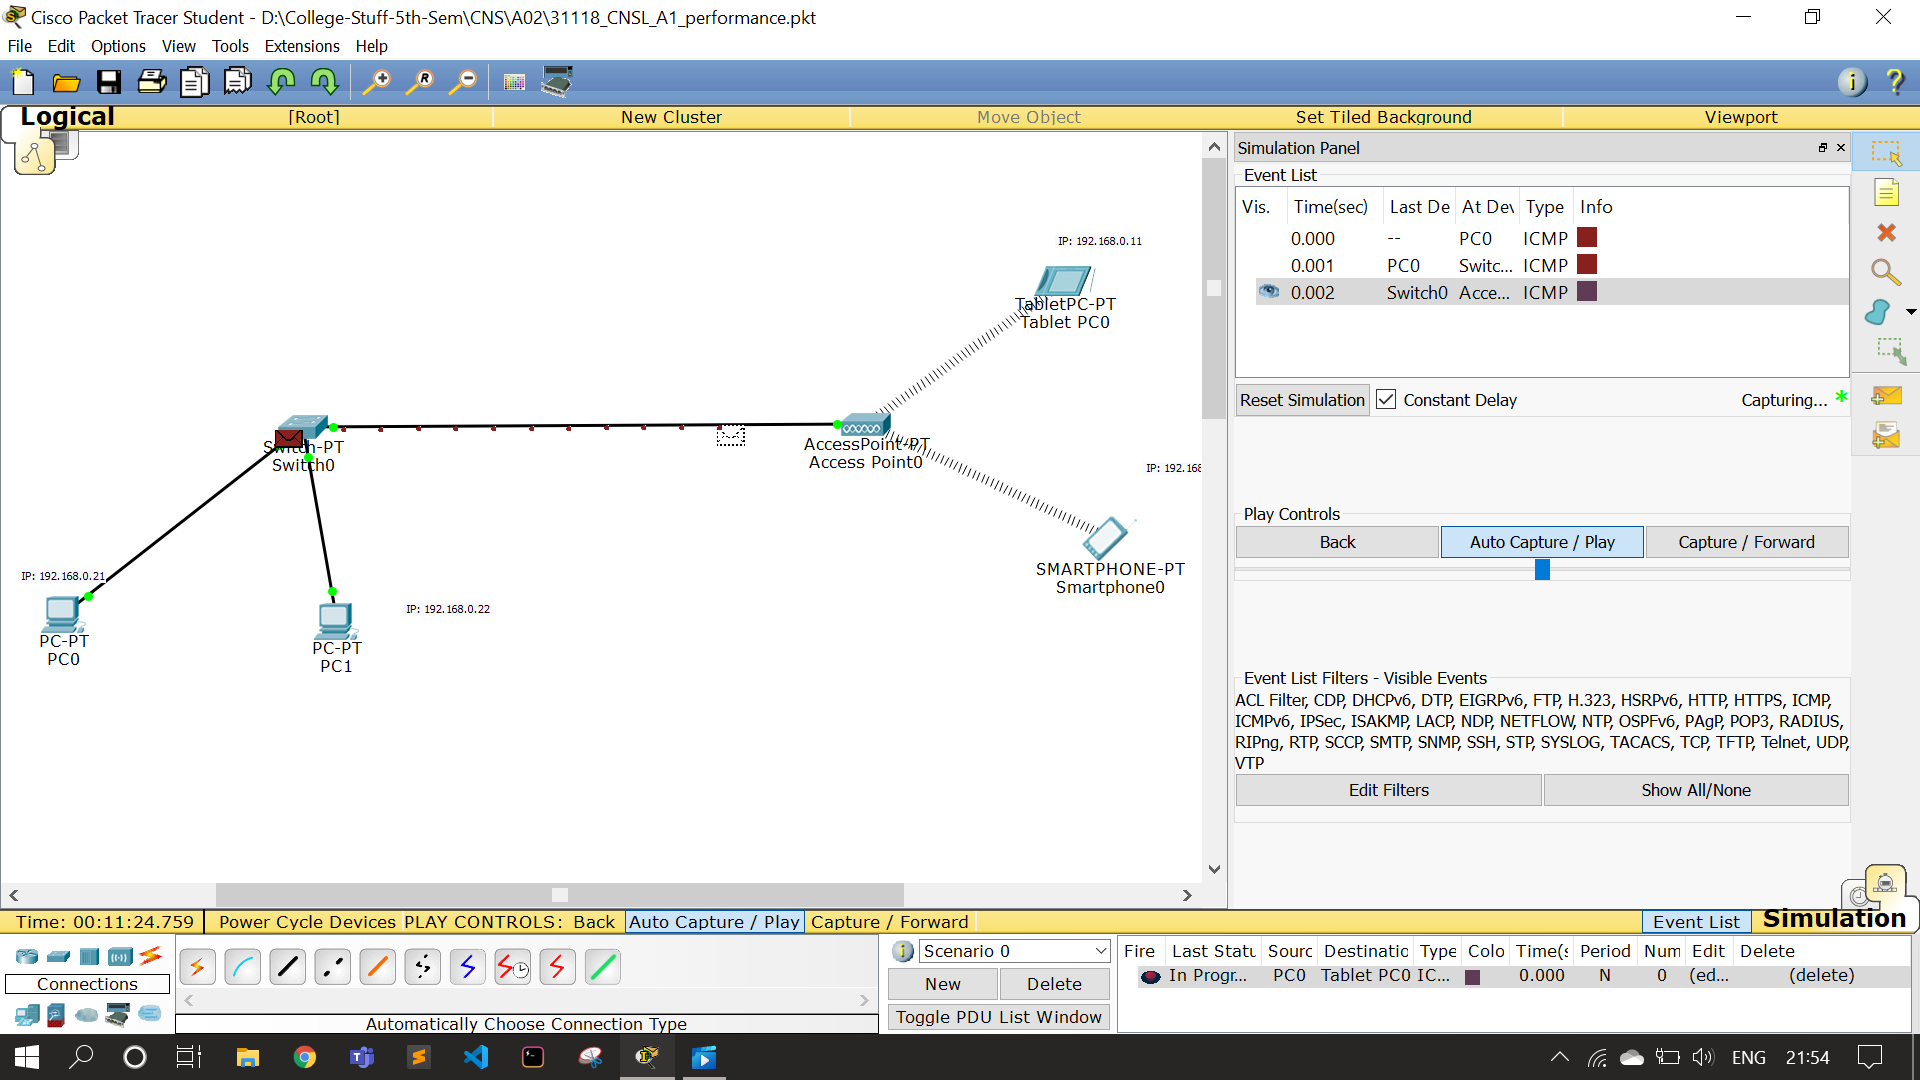 Cisco Packet Tracer Student - D:\College-Stuff-5th-Sem\CNS\A02\31118_CNSL_A1_performance.pkt
File Edit Options View Tools Extensions Help
Logical [Root] New Cluster Move Object Set Tiled Background Viewport
IP: 192.168.0.11
TabletPC-PT
Tablet PC0
Switch-PT
Switch0
AccessPoint-PT
Access Point0
IP: 192.168
SMARTPHONE-PT
Smartphone0
IP: 192.168.0.21
PC-PT
PC0
IP: 192.168.0.22
PC-PT
PC1
Simulation Panel
Event List
Vis. Time(sec) Last De At Dev Type Info
0.000 -- PC0 ICMP
0.001 PC0 Switc... ICMP
0.002 Switch0 Acce... ICMP
Reset Simulation Constant Delay Capturing... *
Play Controls
Back Auto Capture / Play Capture / Forward
Event List Filters - Visible Events
ACL Filter, CDP, DHCPv6, DTP, EIGRPv6, FTP, H.323, HSRPv6, HTTP, HTTPS, ICMP,
ICMPv6, IPSec, ISAKMP, LACP, NDP, NETFLOW, NTP, OSPFv6, PAgP, POP3, RADIUS,
RIPng, RTP, SCCP, SMTP, SNMP, SSH, STP, SYSLOG, TACACS, TCP, TFTP, Telnet, UDP,
VTP
Edit Filters Show All/None
Time: 00:11:24.759 Power Cycle Devices PLAY CONTROLS: Back Auto Capture / Play Capture / Forward Event List Simulation
Connections
Automatically Choose Connection Type
Scenario 0
New Delete
Toggle PDU List Window
Fire Last Statu Sourc Destinatio Type Colo Time(s Period Num Edit Delete
In Progr... PC0 Tablet PC0 IC... 0.000 N 0 (ed... (delete)
ENG 21:54